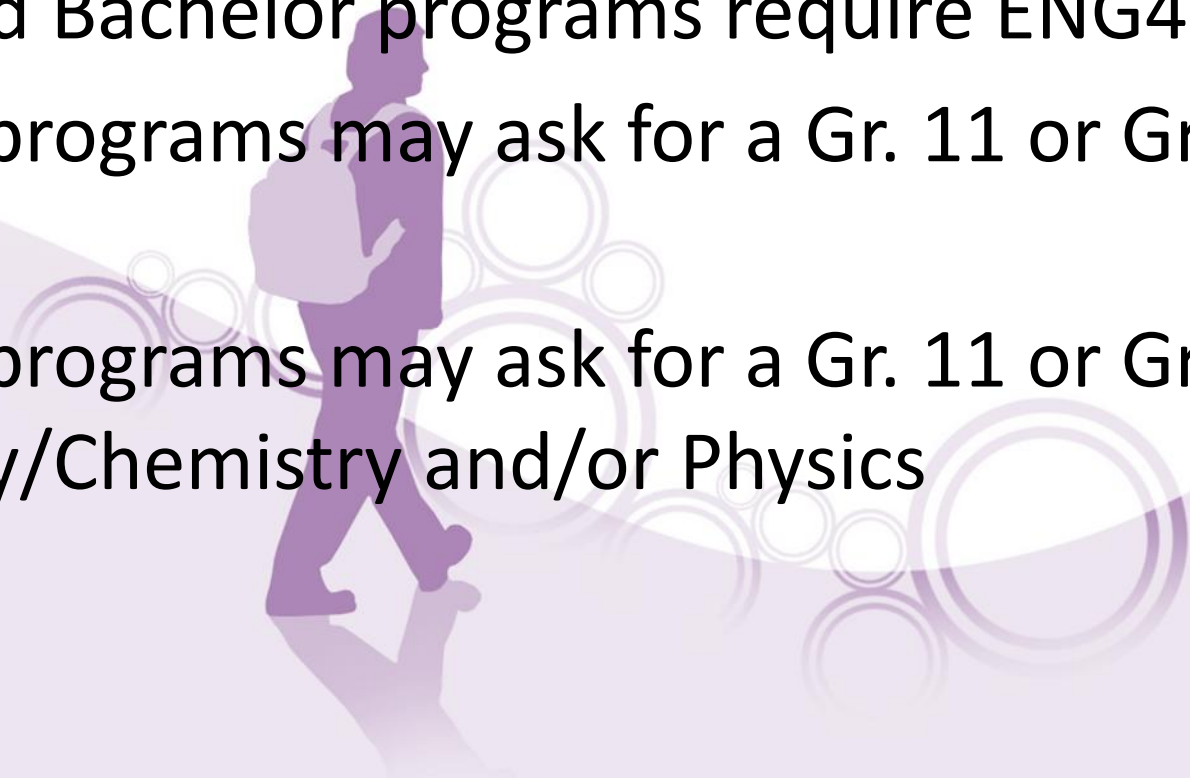 d Bachelor programs require ENG4
programs may ask for a Gr. 11 or Gr
programs may ask for a Gr. 11 or Gr
y/Chemistry and/or Physics